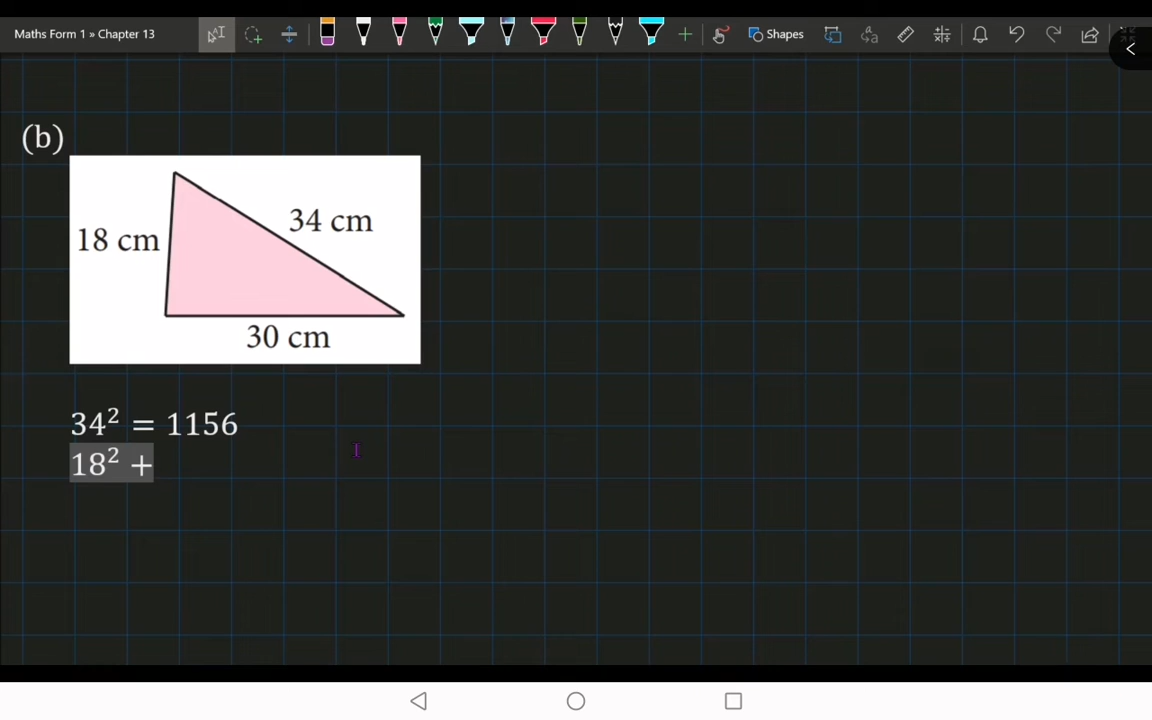 Maths Form 1 » Chapter 13
Shapes
(b)
18 cm
34 cm
30 cm
34² = 1156
18² +